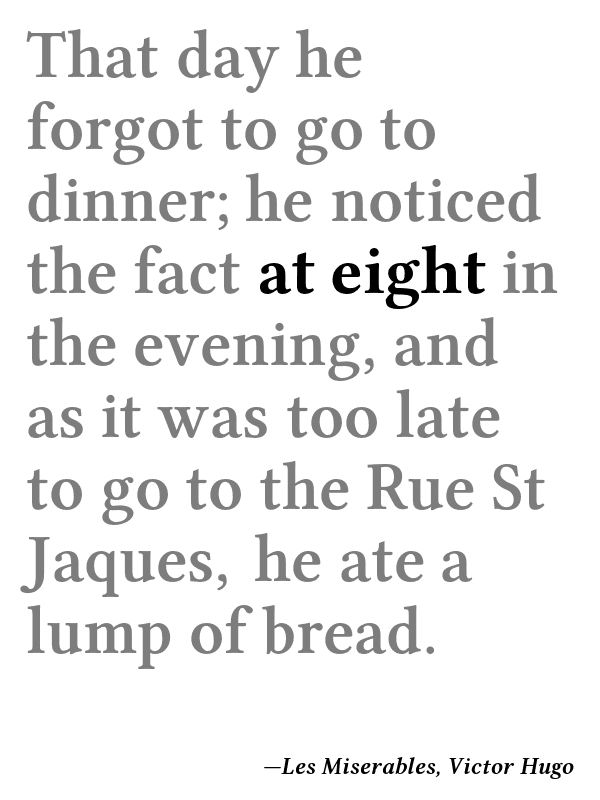 That day he
forgot to go to
dinner; he noticed
the fact at eight in
the evening, and
as it was too late
to go to the Rue St
Jaques, he ate a
lump of bread.
—Les Miserables, Victor Hugo